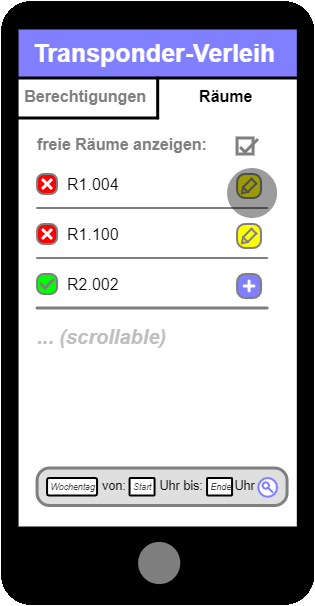 Transponder-Verleih
Berechtigungen Räume
freie Räume anzeigen:
R1.004
R1.100
R2.002
... (scrollable)
Wochentag von: Start Uhr bis: Ende Uhr